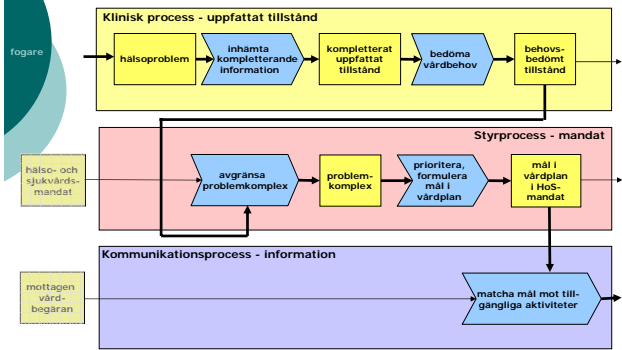 Klinisk process - uppfattat tillstånd
fogare
hälsoproblem
inhämta
kompletterande
information
kompletterat
uppfattat
tillstånd
bedöma
vårdbehov
behovs-
bedömt
tillstånd
Styrprocess - mandat
hälso- och
sjukvårds-
mandat
avgränsa
problemkomplex
problem-
komplex
prioritera,
formulera
mål i
vårdplan
mål i
vårdplan
i HoS-
mandat
Kommunikationsprocess - information
mottagen
vård-
begäran
matcha mål mot till-
gängliga aktiviteter